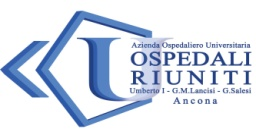 Azienda Ospedaliero Universitaria
OSPEDALI
RIUNITI
Umberto I - G.M.Lancisi - G.Salesi
Ancona